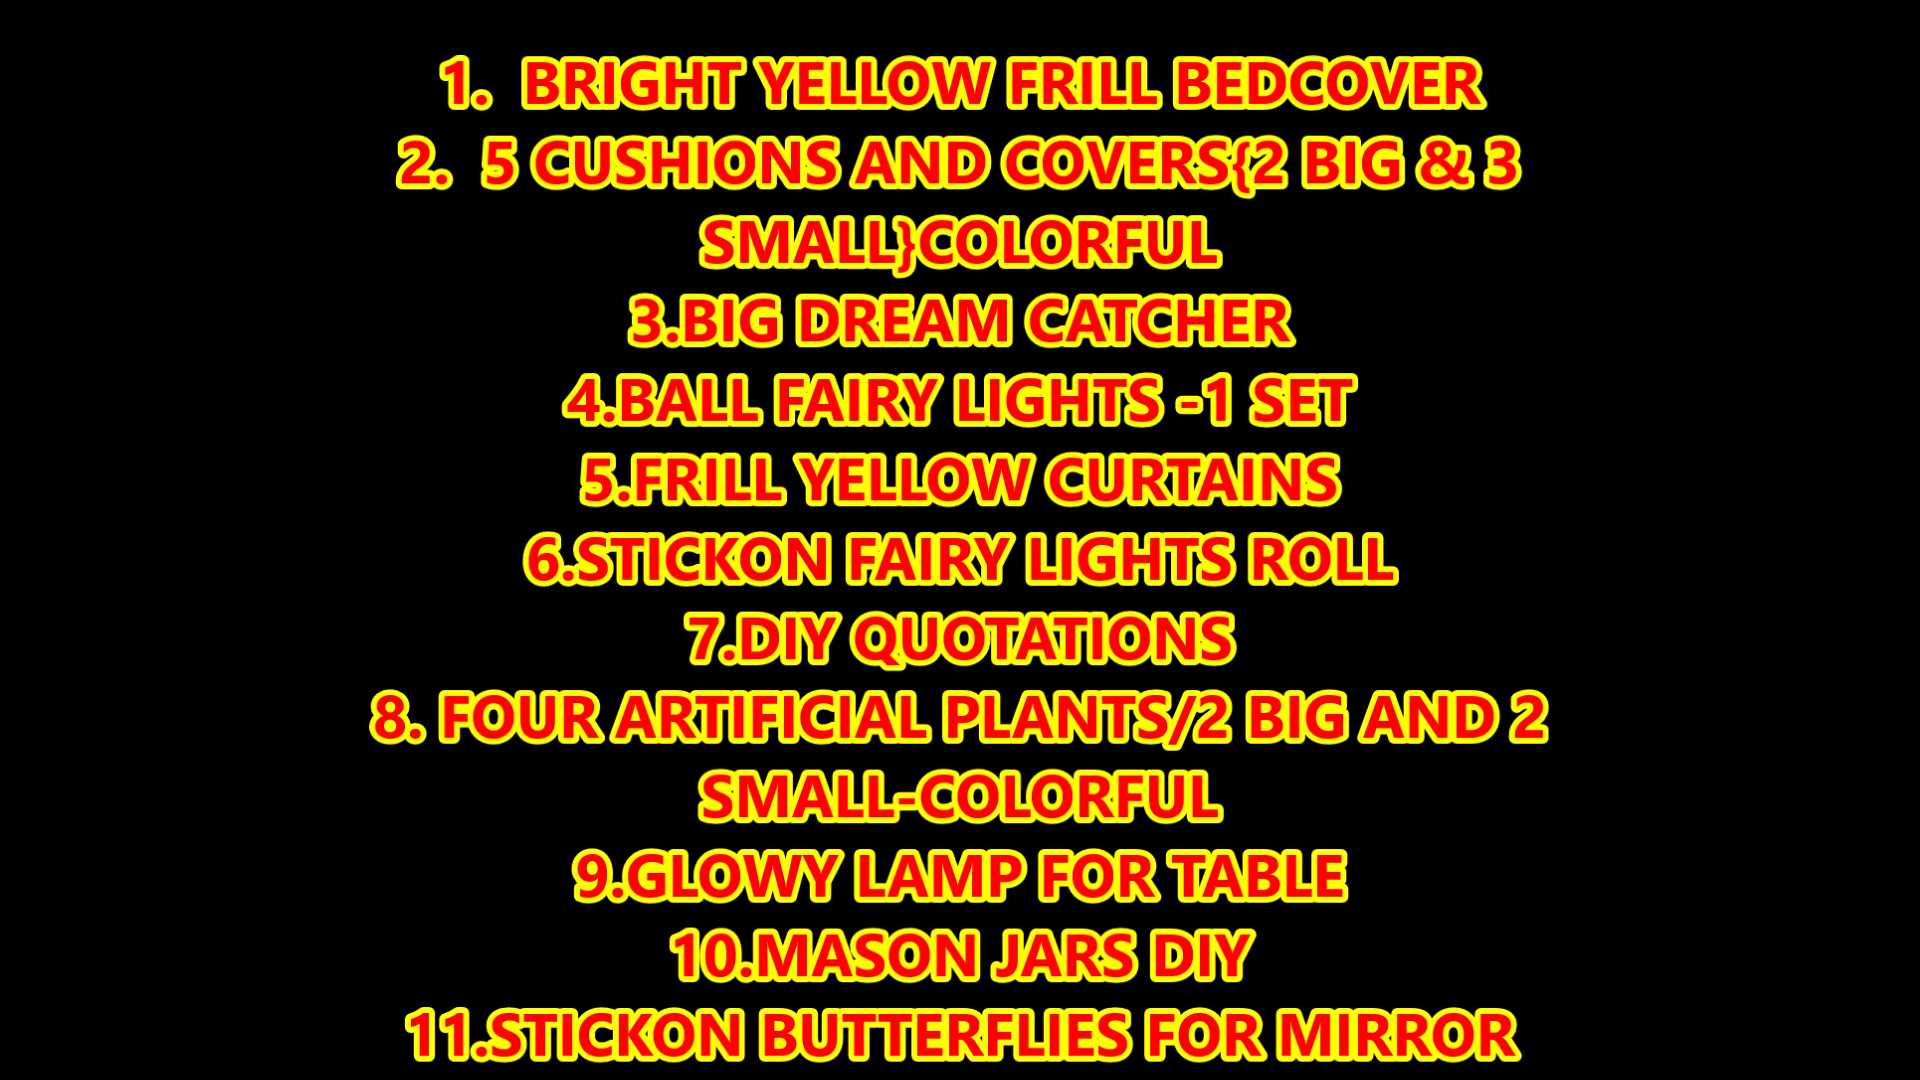 1.  BRIGHT YELLOW FRILL BEDCOVER
2.  5 CUSHIONS AND COVERS{2 BIG & 3
SMALL}COLORFUL
3.BIG DREAM CATCHER
4.BALL FAIRY LIGHTS -1 SET
5.FRILL YELLOW CURTAINS
6.STICKON FAIRY LIGHTS ROLL
7.DIY QUOTATIONS
8. FOUR ARTIFICIAL PLANTS/2 BIG AND 2
SMALL-COLORFUL
9.GLOWY LAMP FOR TABLE
10.MASON JARS DIY
11.STICKON BUTTERFLIES FOR MIRROR